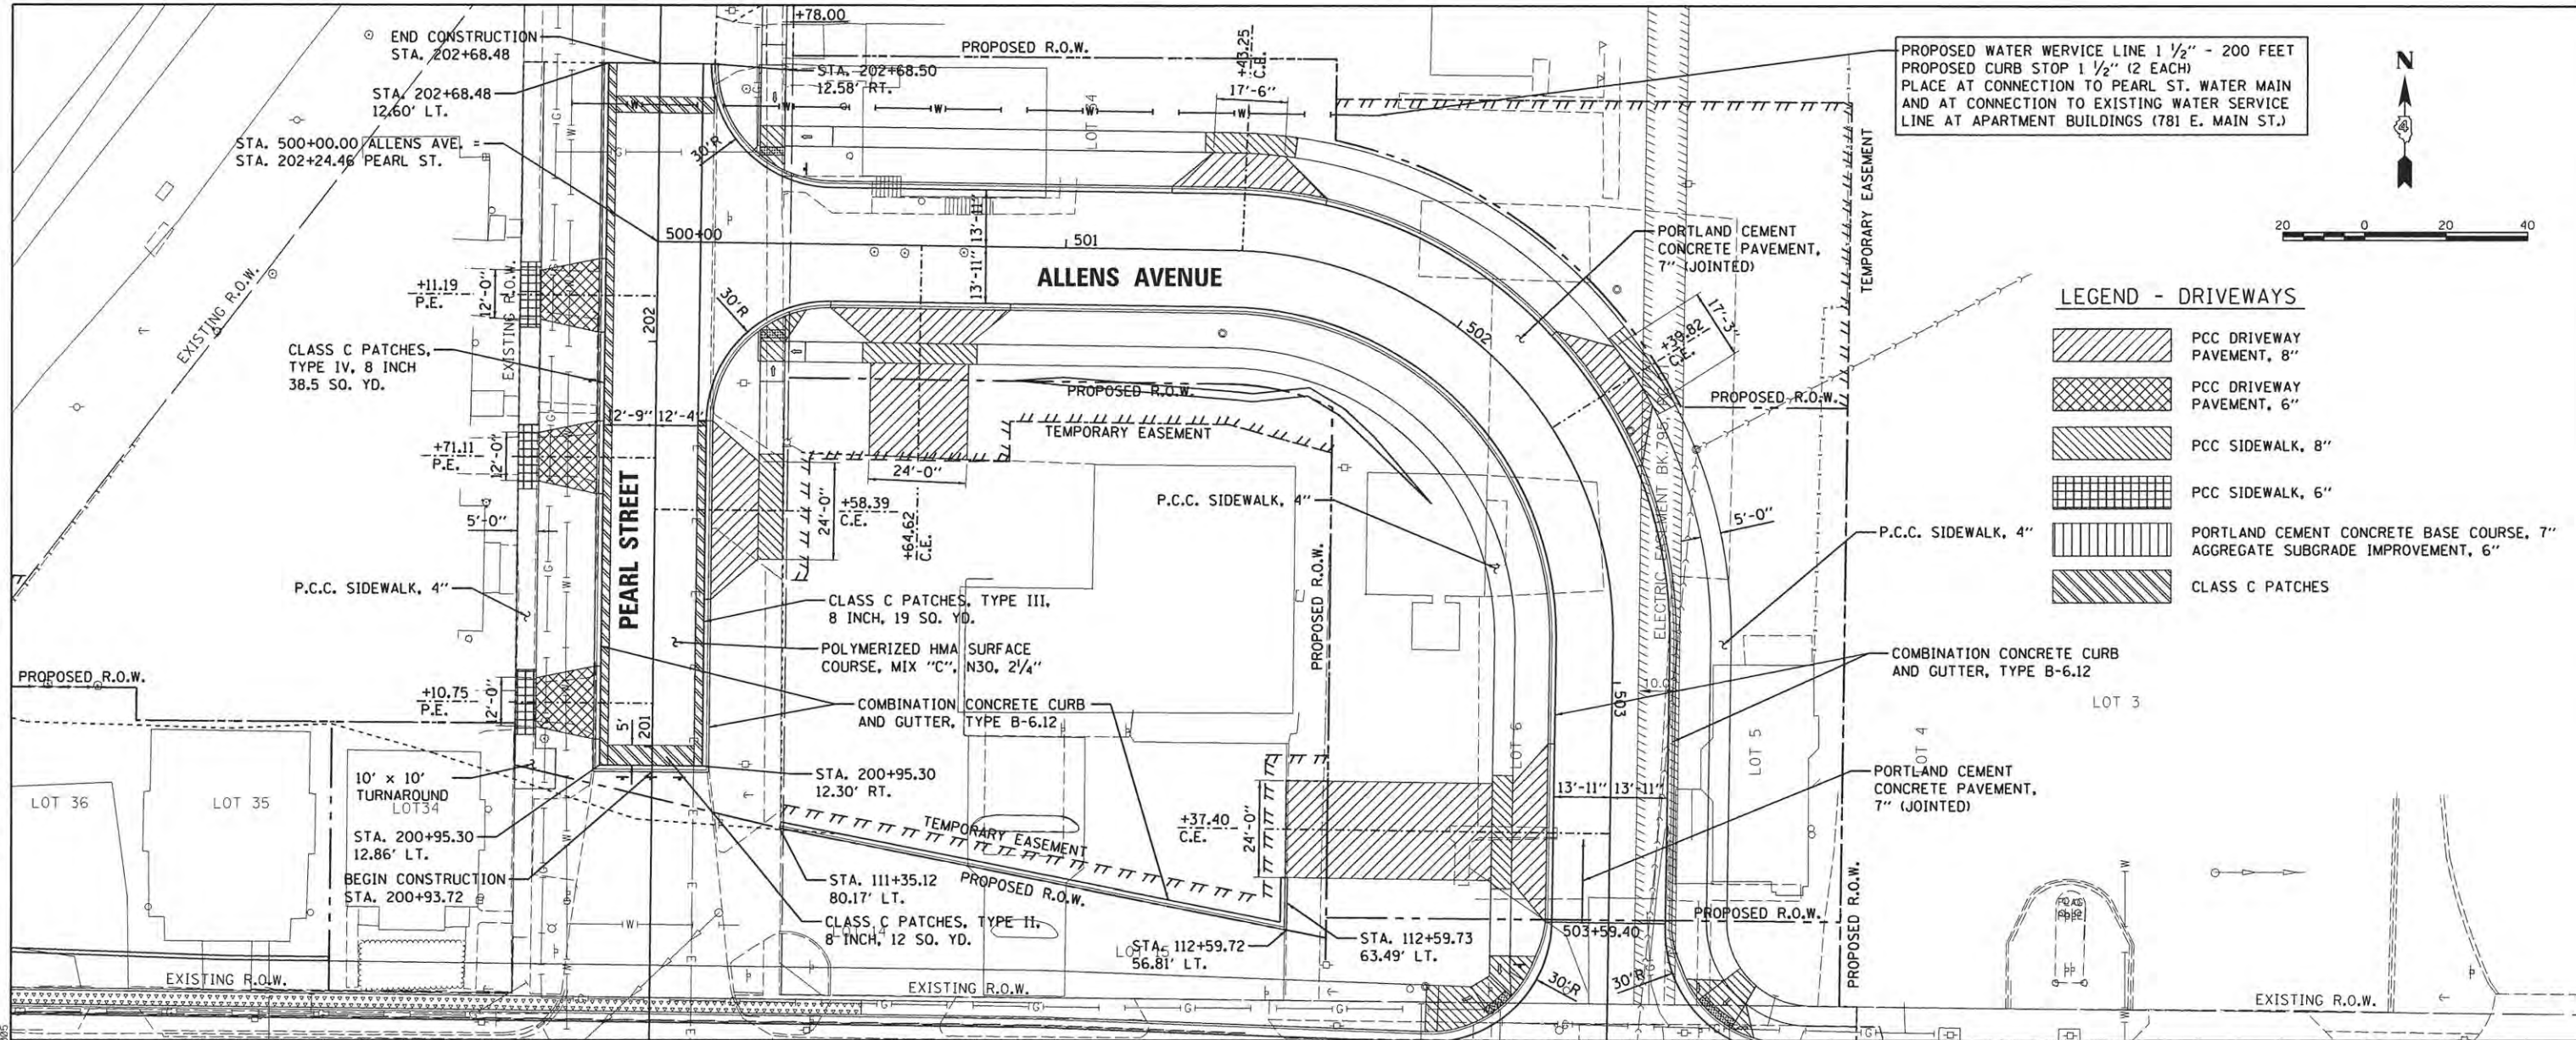 +78.00
END CONSTRUCTION
STA. 202+68.48
STA. 202+68.48
12.60' LT.
STA. 500+00.00 ALLENS AVE. =
STA. 202+24.46 PEARL ST.
PROPOSED R.O.W.
STA. 202+68.50
12.58' RT.
+43.25
C.E.
17'-6"
LOT 54
30'R
PROPOSED WATER WERVICE LINE 1 ½" - 200 FEET
PROPOSED CURB STOP 1 ½" (2 EACH)
PLACE AT CONNECTION TO PEARL ST. WATER MAIN
AND AT CONNECTION TO EXISTING WATER SERVICE
LINE AT APARTMENT BUILDINGS (781 E. MAIN ST.)
N
20 0 20 40
TEMPORARY EASEMENT
500+00
501
13'-11" 13'-11"
ALLENS AVENUE
PORTLAND CEMENT
CONCRETE PAVEMENT,
7" (JOINTED)
502
17'-3"
+39.82
C.E.
EXISTING R.O.W.
EXISTING R.O.W.
+11.19
P.E.
12'-0"
202
30'R
CLASS C PATCHES,
TYPE IV, 8 INCH
38.5 SQ. YD.
12'-9" 12'-4"
+71.11
P.E.
12'-0"
5'-0"
PEARL STREET
P.C.C. SIDEWALK, 4"
PROPOSED R.O.W.
TEMPORARY EASEMENT
24'-0"
24'-0"
+58.39
C.E.
+64.62
C.E.
PROPOSED R.O.W.
P.C.C. SIDEWALK, 4"
ELECTRIC EASEMENT BK.795,
5'-0"
P.C.C. SIDEWALK, 4"
LEGEND - DRIVEWAYS
PCC DRIVEWAY
PAVEMENT, 8"
PCC DRIVEWAY
PAVEMENT, 6"
PCC SIDEWALK, 8"
PCC SIDEWALK, 6"
PORTLAND CEMENT CONCRETE BASE COURSE, 7"
AGGREGATE SUBGRADE IMPROVEMENT, 6"
CLASS C PATCHES
CLASS C PATCHES, TYPE III,
8 INCH, 19 SQ. YD.
POLYMERIZED HMA SURFACE
COURSE, MIX "C", N30, 2¼"
COMBINATION CONCRETE CURB
AND GUTTER, TYPE B-6.12
PROPOSED R.O.W.
COMBINATION CONCRETE CURB
AND GUTTER, TYPE B-6.12
PROPOSED R.O.W.
+10.75
P.E.
12'-0"
5'
201
10' x 10'
TURNAROUND
LOT 36
LOT 35
LOT34
STA. 200+95.30
12.86' LT.
BEGIN CONSTRUCTION
STA. 200+93.72
STA. 200+95.30
12.30' RT.
TEMPORARY EASEMENT
PROPOSED R.O.W.
STA. 111+35.12
80.17' LT.
CLASS C PATCHES, TYPE II,
8 INCH, 12 SQ. YD.
+37.40
C.E.
24'-0"
STA. 112+59.72
56.81' LT.
STA. 112+59.73
63.49' LT.
LOT 15
LOT 6
503
13'-11" 13'-11"
503+59.40
30'R
30'R
PROPOSED R.O.W.
PROPOSED R.O.W.
PORTLAND CEMENT
CONCRETE PAVEMENT,
7" (JOINTED)
LOT 5
LOT 4
LOT 3
EXISTING R.O.W.
EXISTING R.O.W.
EXISTING R.O.W.